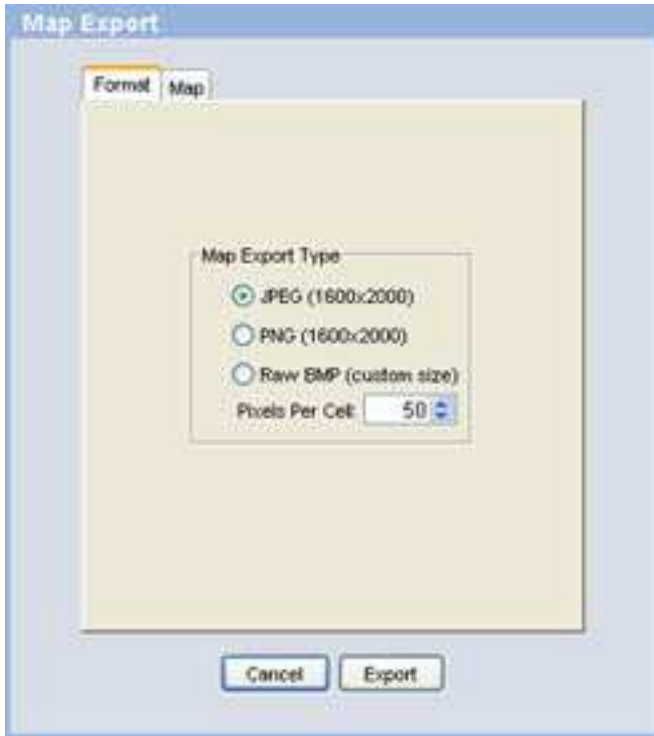 Map Export
Format Map
Map Export Type
JPEG (1600x2000)
PNG (1600x2000)
Raw BMP (custom size)
Pixels Per Cell: 50
Cancel Export